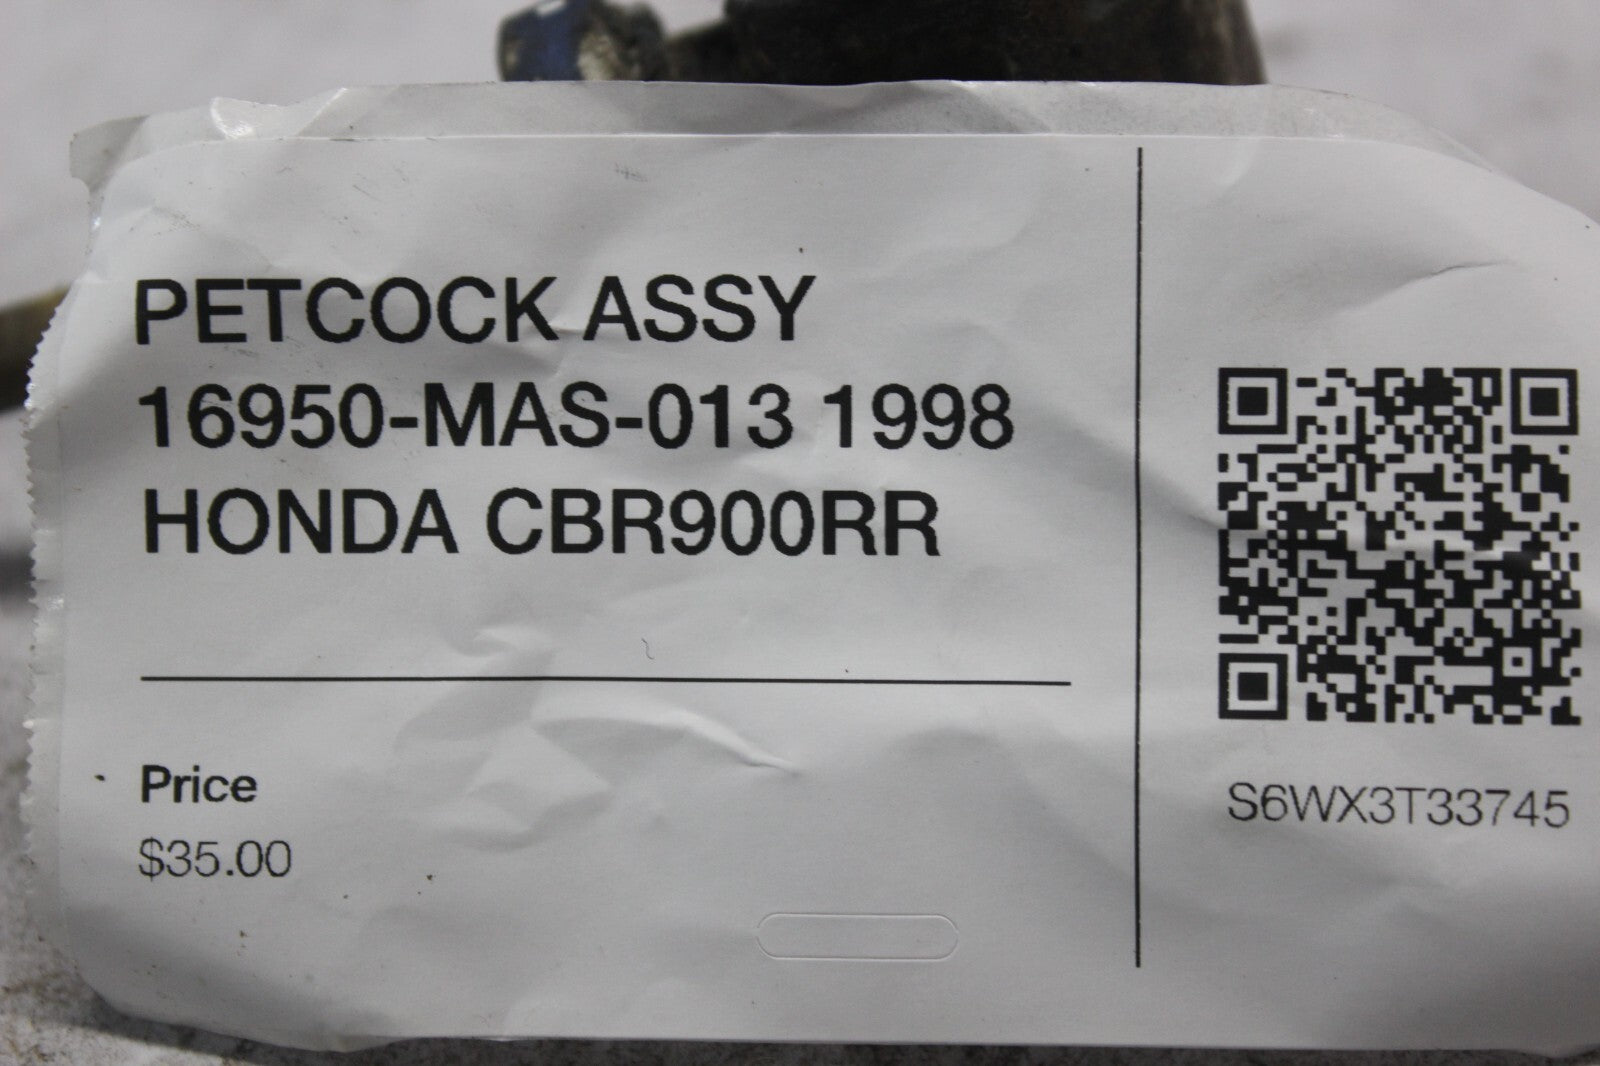 PETCOCK ASSY
16950-MAS-013 1998
HONDA CBR900RR
Price
$35.00
S6WX3T33745